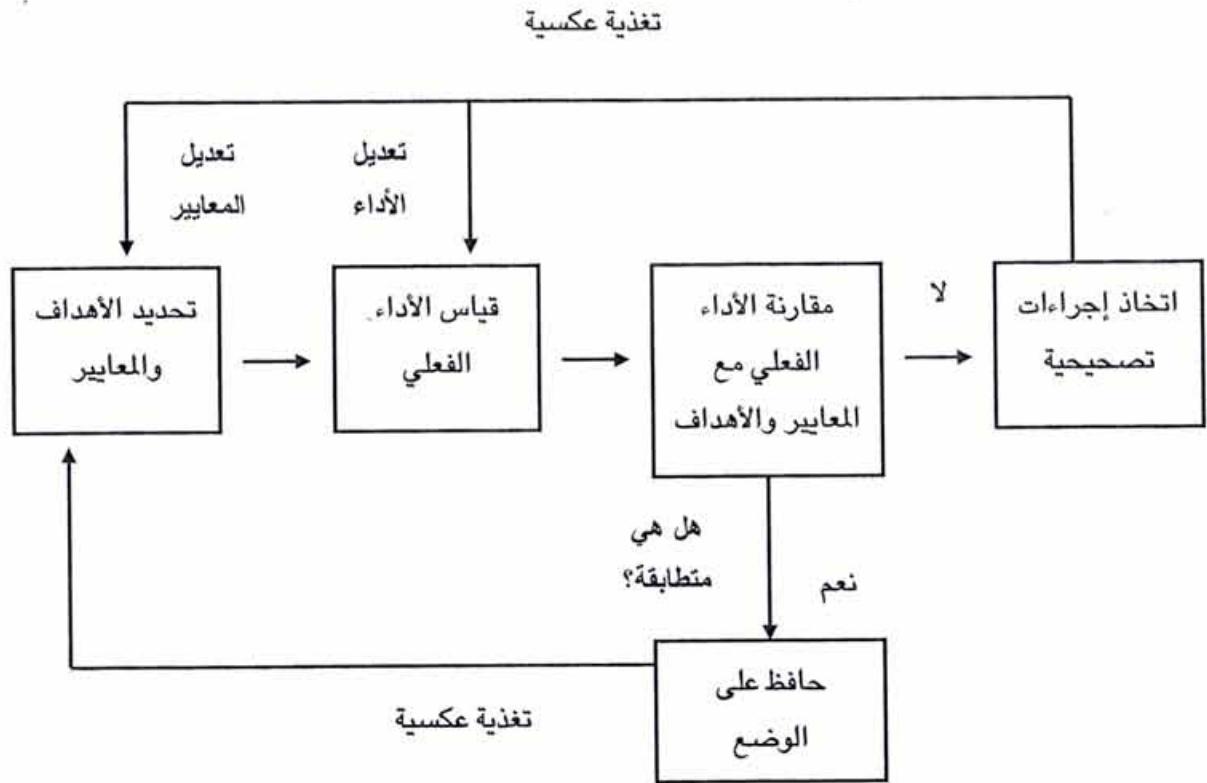 تغذية عكسية
تعديل
المعايير
تعديل
الأداء
تحديد الأهداف
والمعايير
قياس الأداء
الفعلي
مقارنة الأداء
الفعلي مع
المعايير والأهداف
لا
اتخاذ إجراءات
تصحيحية
هل هي
متطابقة؟
نعم
حافظ على
الوضع
تغذية عكسية